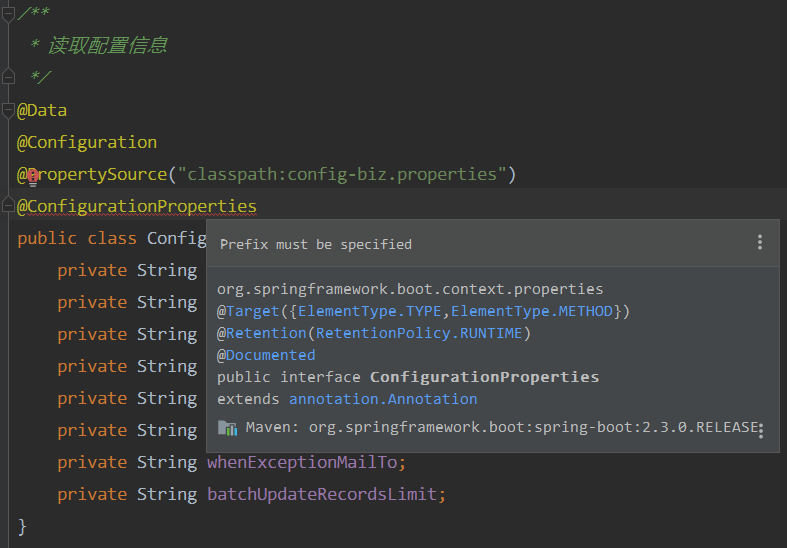 /**
* 读取配置信息
*/
@Data
@Configuration
@PropertySource("classpath:config-biz.properties")
@ConfigurationProperties
public class Config
Prefix must be specified
private String
org.springframework.boot.context.properties
private String
@Target({ElementType.TYPE,ElementType.METHOD})
private String
@Retention(RetentionPolicy.RUNTIME)
@Documented
private String
public interface ConfigurationProperties
private String
extends annotation.Annotation
private String
Maven: org.springframework.boot:spring-boot:2.3.0.RELEASE
private String whenExceptionMailTo;
private String batchUpdateRecordsLimit;
}